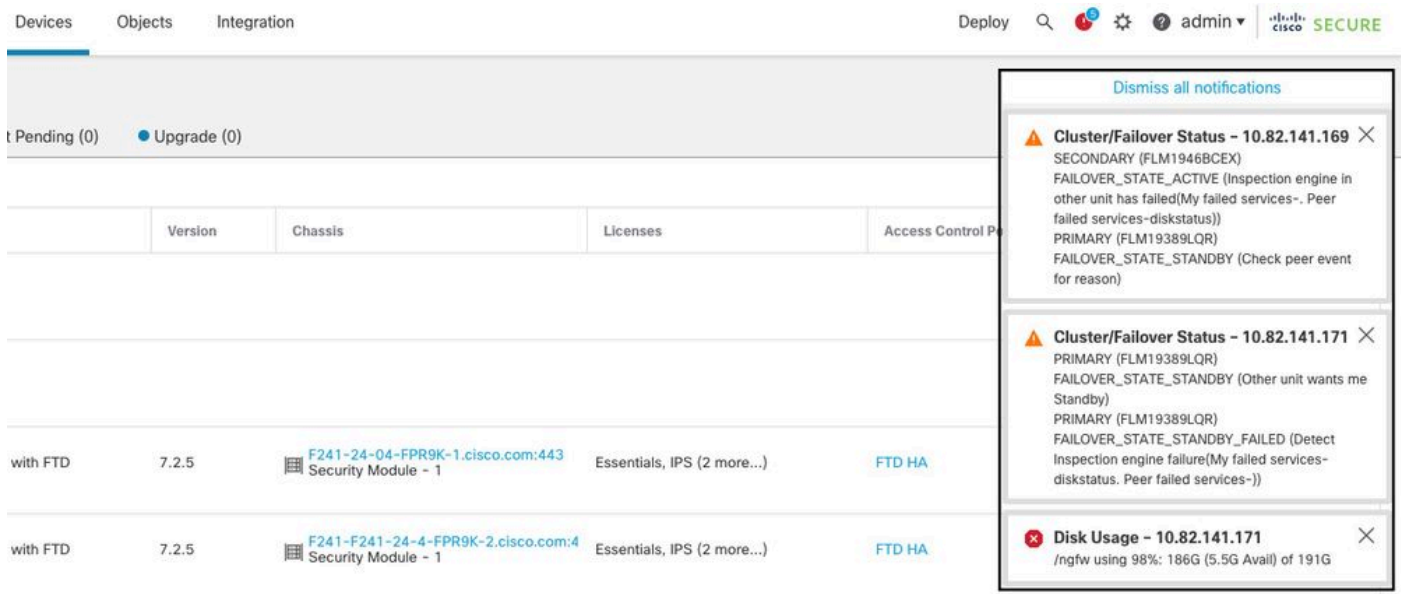 Devices Objects Integration Deploy 5 ? admin ▾ cisco SECURE
Dismiss all notifications
t Pending (0) Upgrade (0)
Cluster/Failover Status - 10.82.141.169
SECONDARY (FLM1946BCEX)
FAILOVER_STATE_ACTIVE (Inspection engine in
other unit has failed(My failed services-. Peer
failed services-diskstatus))
PRIMARY (FLM19389LQR)
FAILOVER_STATE_STANDBY (Check peer event
for reason)
Version Chassis Licenses Access Control Po
Cluster/Failover Status - 10.82.141.171
PRIMARY (FLM19389LQR)
FAILOVER_STATE_STANDBY (Other unit wants me
Standby)
PRIMARY (FLM19389LQR)
FAILOVER_STATE_STANDBY_FAILED (Detect
Inspection engine failure(My failed services-
diskstatus. Peer failed services-))
with FTD 7.2.5 F241-24-04-FPR9K-1.cisco.com:443 Essentials, IPS (2 more...) FTD HA
Security Module - 1
Disk Usage - 10.82.141.171
/ngfw using 98%: 186G (5.5G Avail) of 191G
with FTD 7.2.5 F241-F241-24-4-FPR9K-2.cisco.com:4 Essentials, IPS (2 more...) FTD HA
Security Module - 1